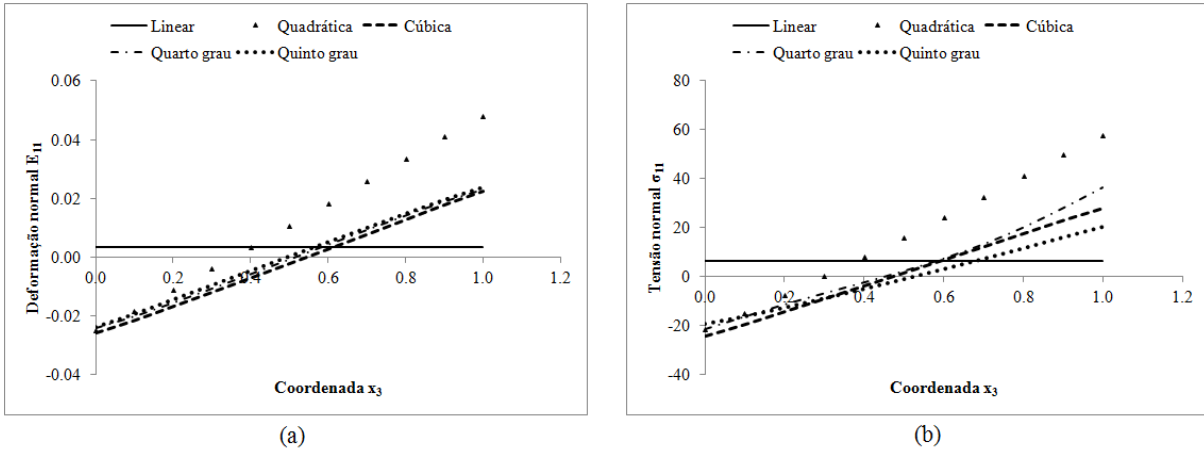 Linear Quadrática Cúbica
Quarto grau Quinto grau
0.06
0.04
0.02
0.00
-0.02
-0.04
0.0 0.2 0.4 0.6 0.8 1.0 1.2
Deformação normal E11
Coordenada x3
(a)
Linear Quadrática Cúbica
Quarto grau Quinto grau
80
60
40
20
0
-20
-40
0.0 0.2 0.4 0.6 0.8 1.0 1.2
Tensão normal σ11
Coordenada x3
(b)